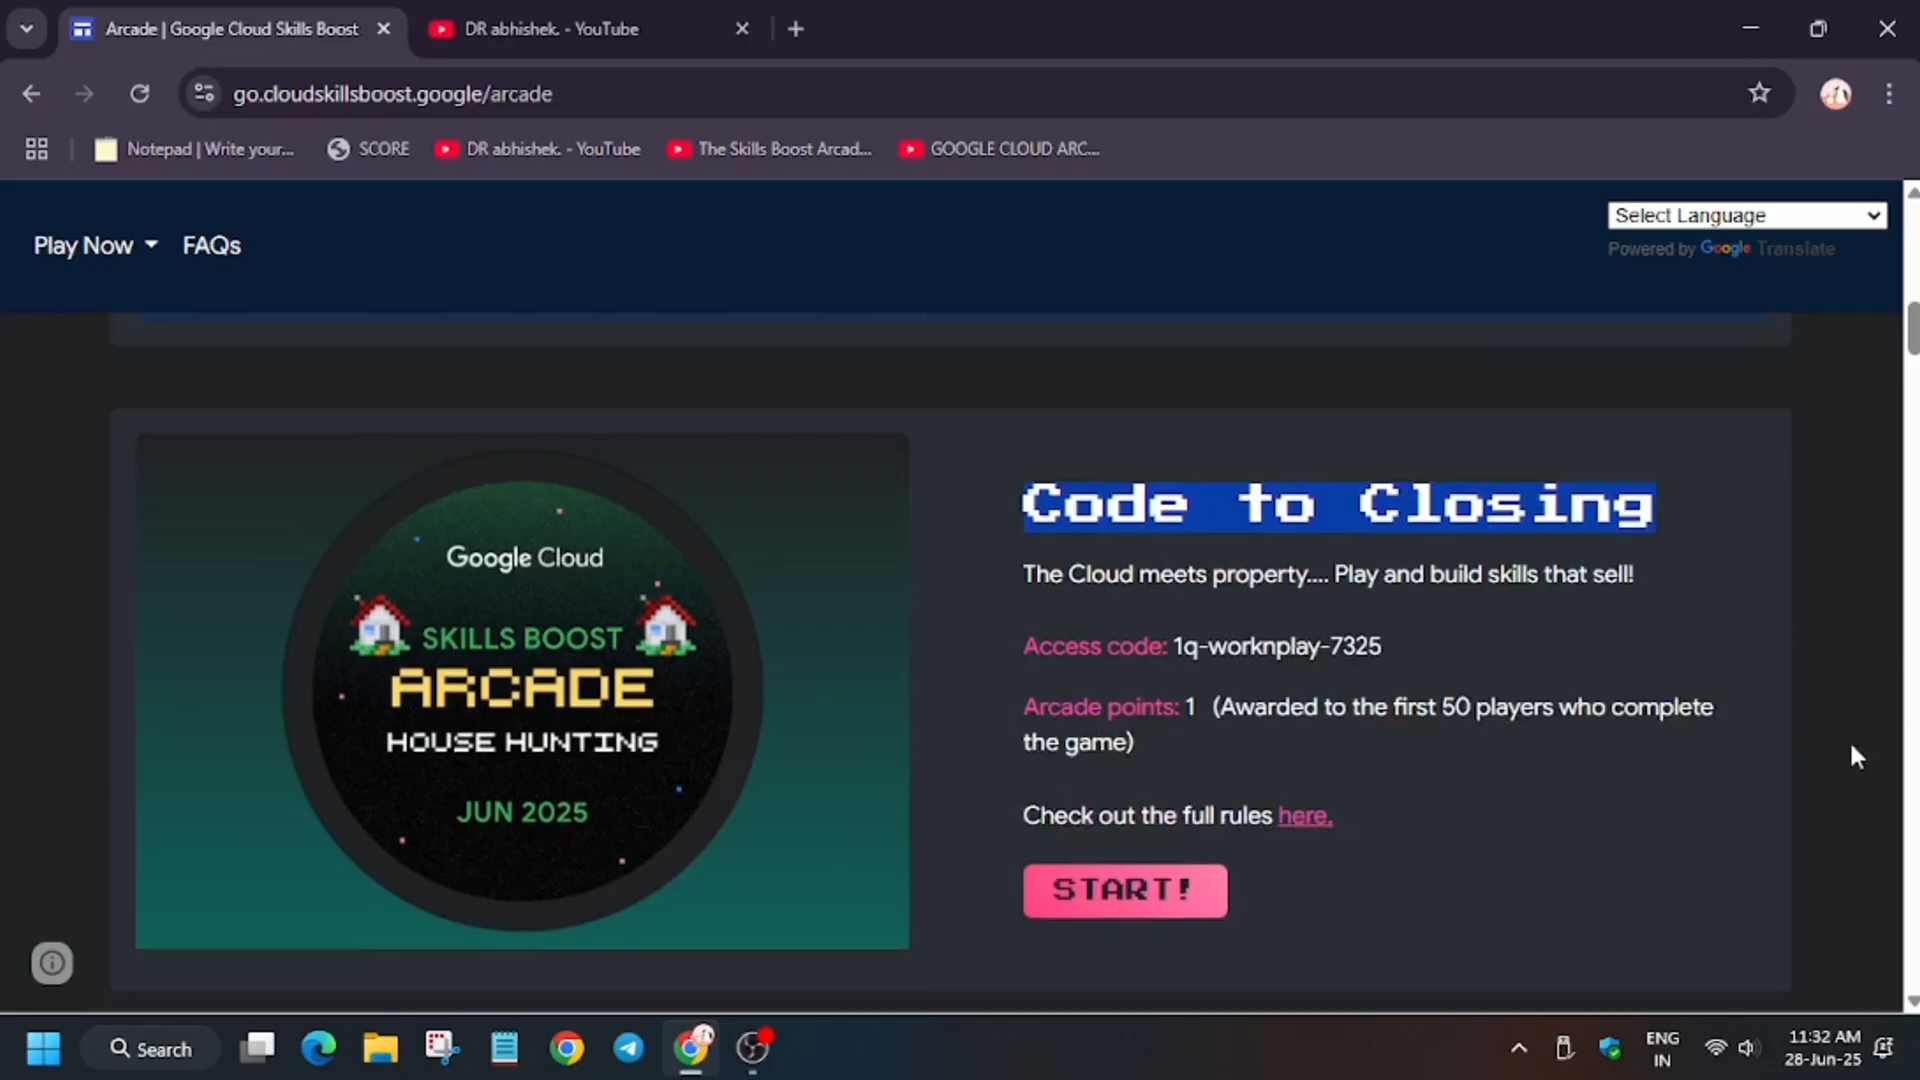 Arcade | Google Cloud Skills Boost
DR abhishek. - YouTube
go.cloudskillsboost.google/arcade
Notepad | Write your...
SCORE
DR abhishek. - YouTube
The Skills Boost Arcad...
GOOGLE CLOUD ARC...
Play Now
FAQs
Select Language
Powered by Google Translate
Google Cloud
SKILLS BOOST
ARCADE
HOUSE HUNTING
JUN 2025
Code to Closing
The Cloud meets property.... Play and build skills that sell!
Access code: 1q-worknplay-7325
Arcade points: 1 (Awarded to the first 50 players who complete
the game)
Check out the full rules here.
START!
Search
ENG
IN
11:32 AM
28-Jun-25